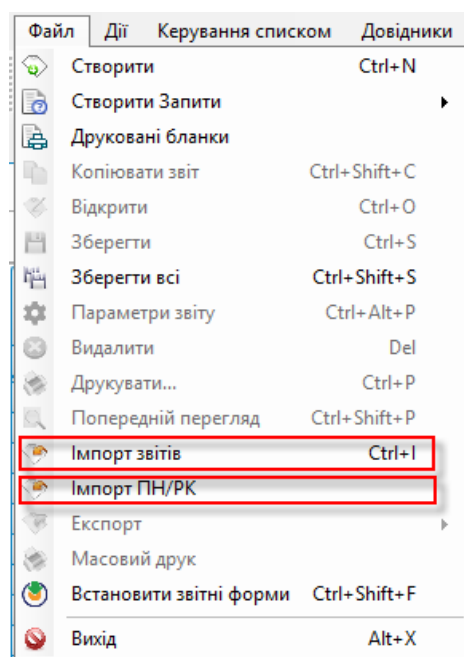 Файл Дії Керування списком Довідники
Створити Ctrl+N
Створити Запити
Друковані бланки
Копіювати звіт Ctrl+Shift+C
Відкрити Ctrl+O
Зберегти Ctrl+S
Зберегти всі Ctrl+Shift+S
Параметри звіту Ctrl+Alt+P
Видалити Del
Друкувати... Ctrl+P
Попередній перегляд Ctrl+Shift+P
Імпорт звітів Ctrl+I
Імпорт ПН/РК
Експорт
Масовий друк
Встановити звітні форми Ctrl+Shift+F
Вихід Alt+X